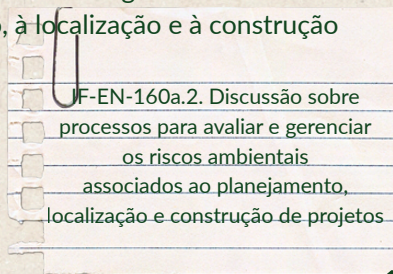 , à localização e à construção
IF-EN-160a.2. Discussão sobre
processos para avaliar e gerenciar
os riscos ambientais
associados ao planejamento,
localização e construção de projetos